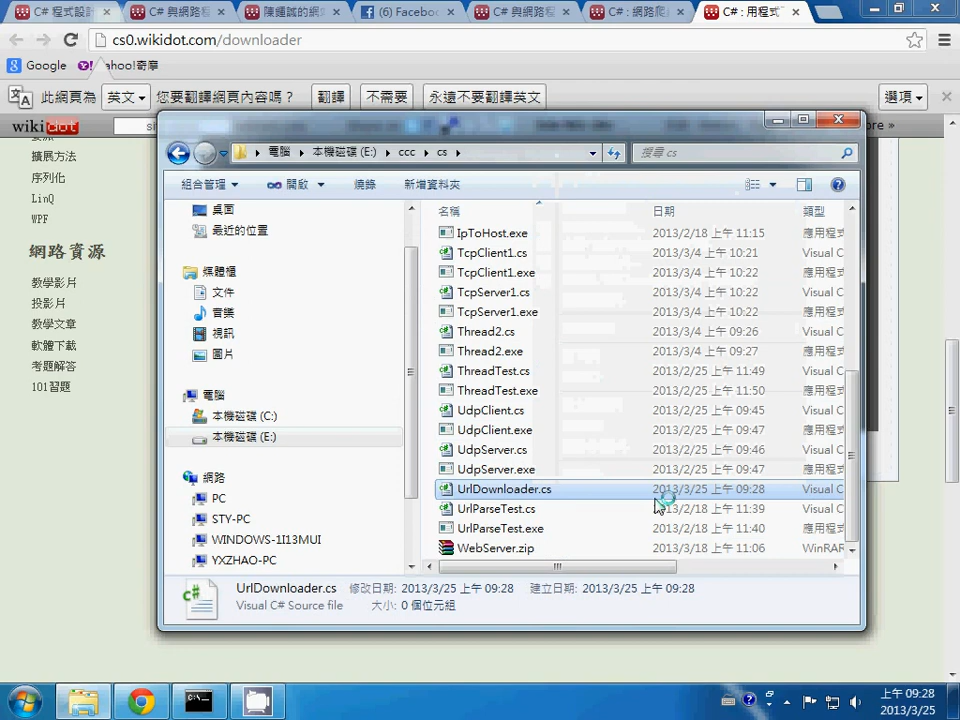 C# 程式設計
C# 與網路程
陳鍾誠的網
(6) Faceboo
C# 與網路程
C# : 網路爬
C# : 用程式
cs0.wikidot.com/downloader
Google
ahoo!奇摩
此網頁為 英文 您要翻譯網頁內容嗎？ 翻譯 不需要 永遠不要翻譯英文 選項
wikidot
si
re »
擴展方法
序列化
LinQ
WPF
網路資源
教學影片
投影片
教學文章
軟體下載
考題解答
101習題
電腦 本機磁碟 (E:) ccc cs
搜尋 cs
組合管理 開啟 燒錄 新增資料夾
桌面
最近的位置
媒體櫃
文件
音樂
視訊
圖片
電腦
本機磁碟 (C:)
本機磁碟 (E:)
網路
PC
STY-PC
WINDOWS-1I13MUI
YXZHAO-PC
名稱 日期 類型
IpToHost.exe 2013/2/18 上午 11:15 應用程式
TcpClient1.cs 2013/3/4 上午 10:21 Visual C
TcpClient1.exe 2013/3/4 上午 10:22 應用程式
TcpServer1.cs 2013/3/4 上午 10:22 Visual C
TcpServer1.exe 2013/3/4 上午 10:22 應用程式
Thread2.cs 2013/3/4 上午 09:26 Visual C
Thread2.exe 2013/3/4 上午 09:27 應用程式
ThreadTest.cs 2013/2/25 上午 11:49 Visual C
ThreadTest.exe 2013/2/25 上午 11:50 應用程式
UdpClient.cs 2013/2/25 上午 09:45 Visual C
UdpClient.exe 2013/2/25 上午 09:47 應用程式
UdpServer.cs 2013/2/25 上午 09:46 Visual C
UdpServer.exe 2013/2/25 上午 09:47 應用程式
UrlDownloader.cs 2013/3/25 上午 09:28 Visual C
UrlParseTest.cs 2013/2/18 上午 11:39 Visual C
UrlParseTest.exe 2013/2/18 上午 11:40 應用程式
WebServer.zip 2013/3/18 上午 11:06 WinRAR
UrlDownloader.cs 修改日期: 2013/3/25 上午 09:28 建立日期: 2013/3/25 上午 09:28
Visual C# Source file 大小: 0 個位元組
上午 09:28
2013/3/25